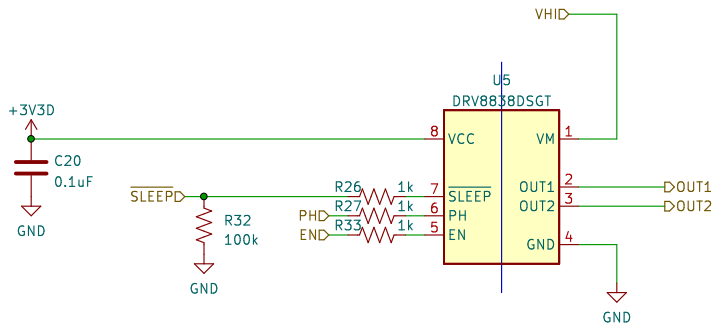 VHI
U5
DRV8838DSGT
+3V3D
8
VCC
VM
1
C20
0.1uF
SLEEP
R26
1k
7
SLEEP
OUT1
2
OUT1
R27
1k
PH
6
PH
OUT2
3
OUT2
R32
100k
R33
1k
EN
5
EN
GND
4
GND
GND
GND